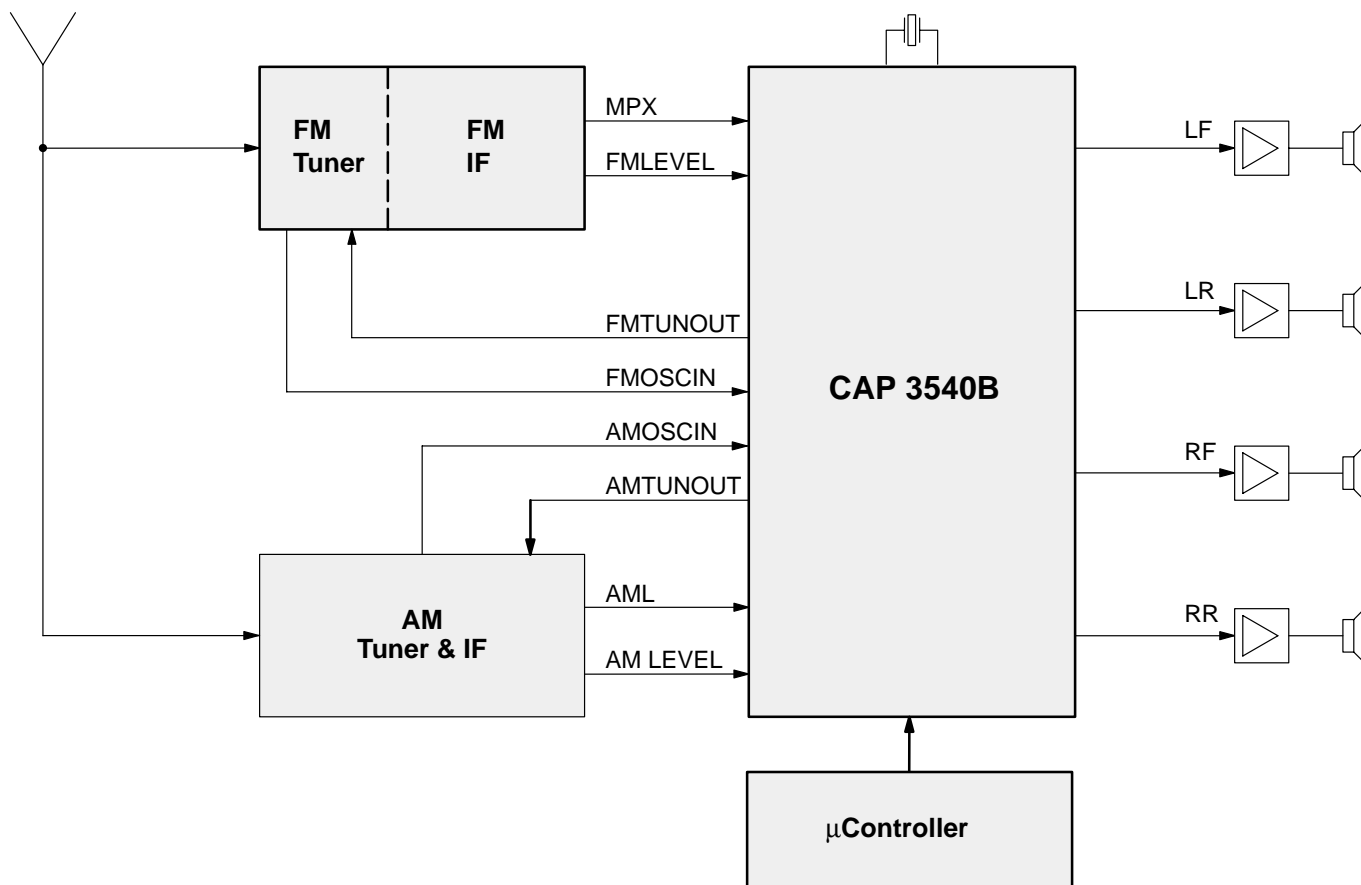 MPX
FM
Tuner
FM
IF
LF
FMLEVEL
LR
FMTUNOUT
FMOSCIN
CAP 3540B
AMOSCIN
RF
AMTUNOUT
AML
AM
Tuner & IF
RR
AM LEVEL
μController